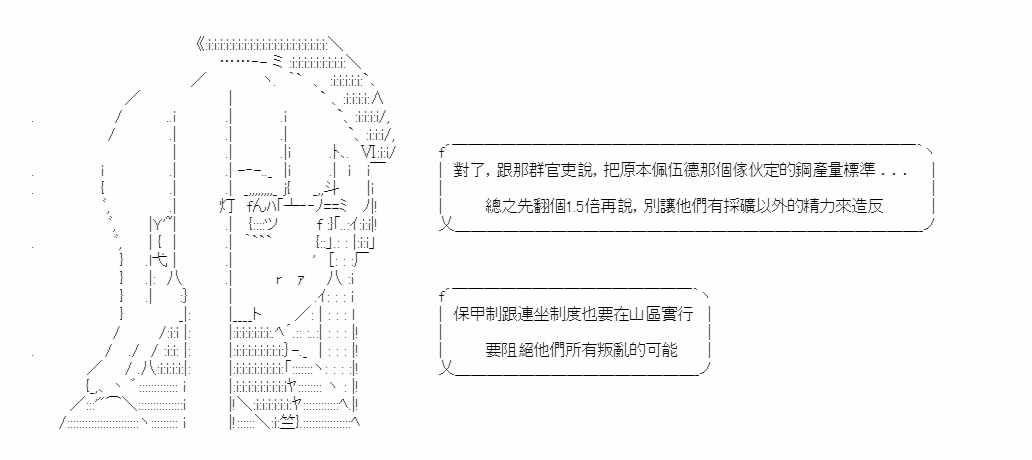 對了，跟那群官吏說，把原本佩伍德那個傢伙定的鋼產量標準．．．
總之先翻個1.5倍再說，別讓他們有採礦以外的精力來造反
保甲制跟連坐制度也要在山區實行
要阻絕他們所有叛亂的可能